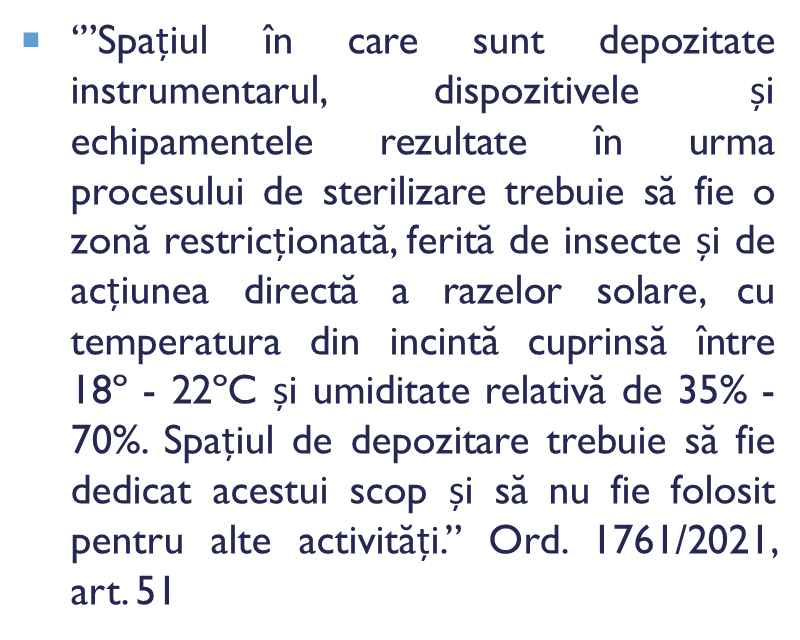 ‘”Spațiul în care sunt depozitate
instrumentarul, dispozitivele și
echipamentele rezultate în urma
procesului de sterilizare trebuie să fie o
zonă restricționată, ferită de insecte și de
acțiunea directă a razelor solare, cu
temperatura din incintă cuprinsă între
18º - 22ºC și umiditate relativă de 35% -
70%. Spațiul de depozitare trebuie să fie
dedicat acestui scop și să nu fie folosit
pentru alte activități.” Ord. 1761/2021,
art. 51